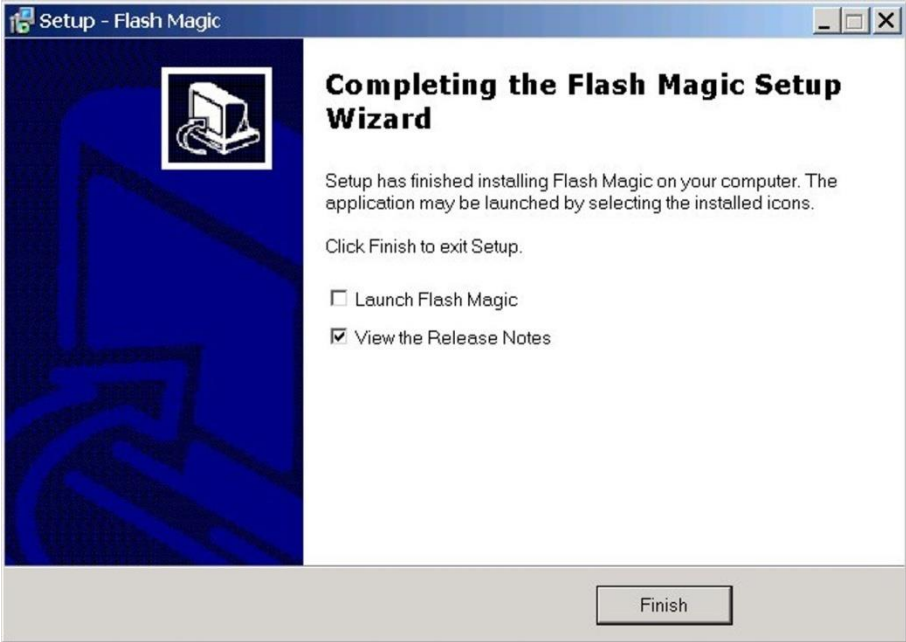 Setup - Flash Magic
Completing the Flash Magic Setup
Wizard
Setup has finished installing Flash Magic on your computer. The
application may be launched by selecting the installed icons.
Click Finish to exit Setup.
Launch Flash Magic
View the Release Notes
Finish